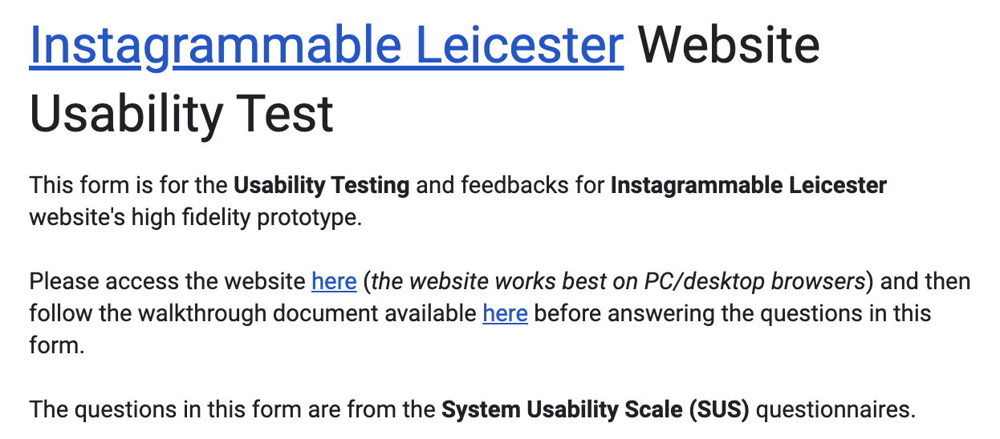 Instagrammable Leicester Website
Usability Test
This form is for the Usability Testing and feedbacks for Instagrammable Leicester
website's high fidelity prototype.
Please access the website here (the website works best on PC/desktop browsers) and then
follow the walkthrough document available here before answering the questions in this
form.
The questions in this form are from the System Usability Scale (SUS) questionnaires.